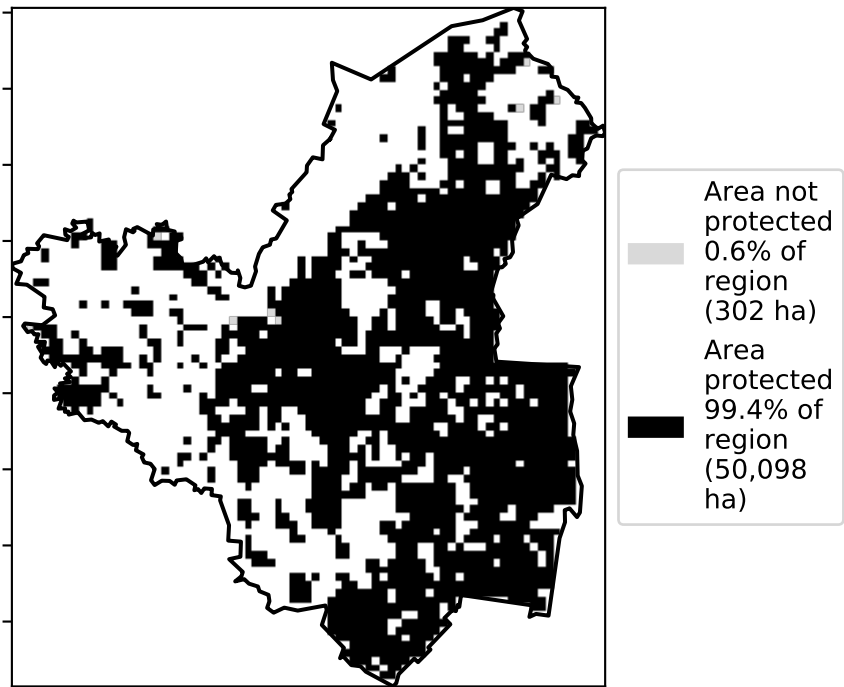 Area not
protected
0.6% of
region
(302 ha)
Area
protected
99.4% of
region
(50,098
ha)